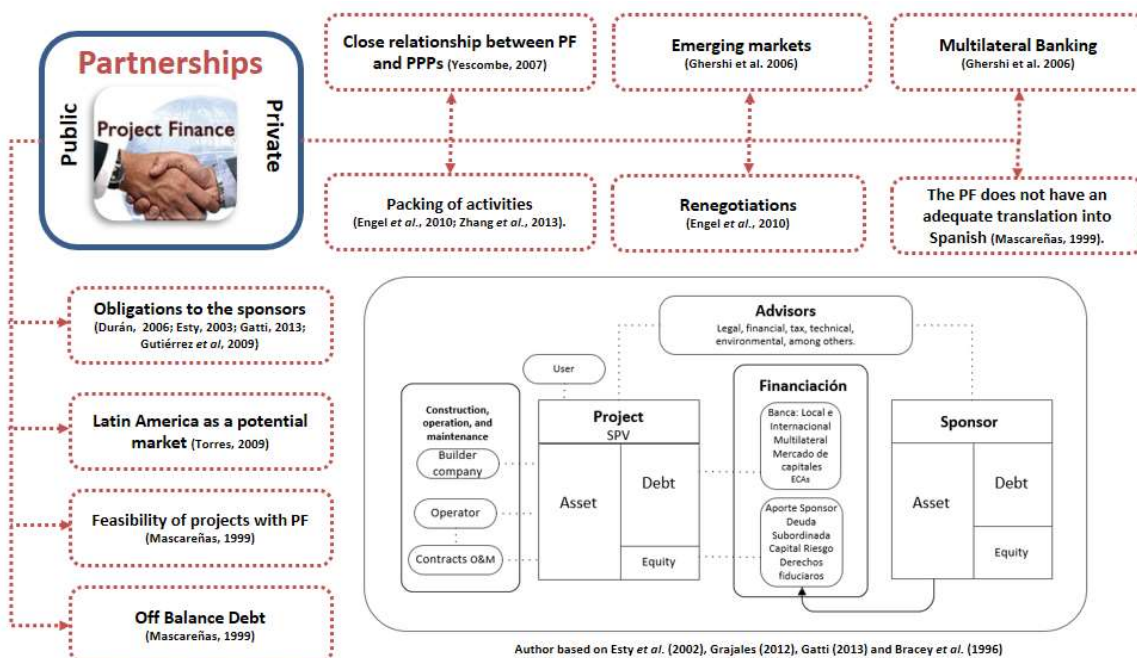 Partnerships
Public
Project Finance
Private
Close relationship between PF
and PPPs (Yescombe, 2007)
Emerging markets
(Ghershi et al. 2006)
Multilateral Banking
(Ghershi et al. 2006)
Packing of activities
(Engel et al., 2010; Zhang et al., 2013).
Renegotiations
(Engel et al., 2010)
The PF does not have an
adequate translation into
Spanish (Mascareñas, 1999).
Obligations to the sponsors
(Durán, 2006; Esty, 2003; Gatti, 2013;
Gutiérrez et al, 2009)
Latin America as a potential
market (Torres, 2009)
Feasibility of projects with PF
(Mascareñas, 1999)
Off Balance Debt
(Mascareñas, 1999)
Advisors
Legal, financial, tax, technical,
environmental, among others.
User
Construction,
operation, and
maintenance
Builder
company
Operator
Contracts O&M
Project
SPV
Asset
Debt
Equity
Financiación
Banca: Local e
Internacional
Multilateral
Mercado de
capitales
ECAs
Aporte Sponsor
Deuda
Subordinada
Capital Riesgo
Derechos
fiduciaros
Sponsor
Asset
Debt
Equity
Author based on Esty et al. (2002), Grajales (2012), Gatti (2013) and Bracey et al. (1996)